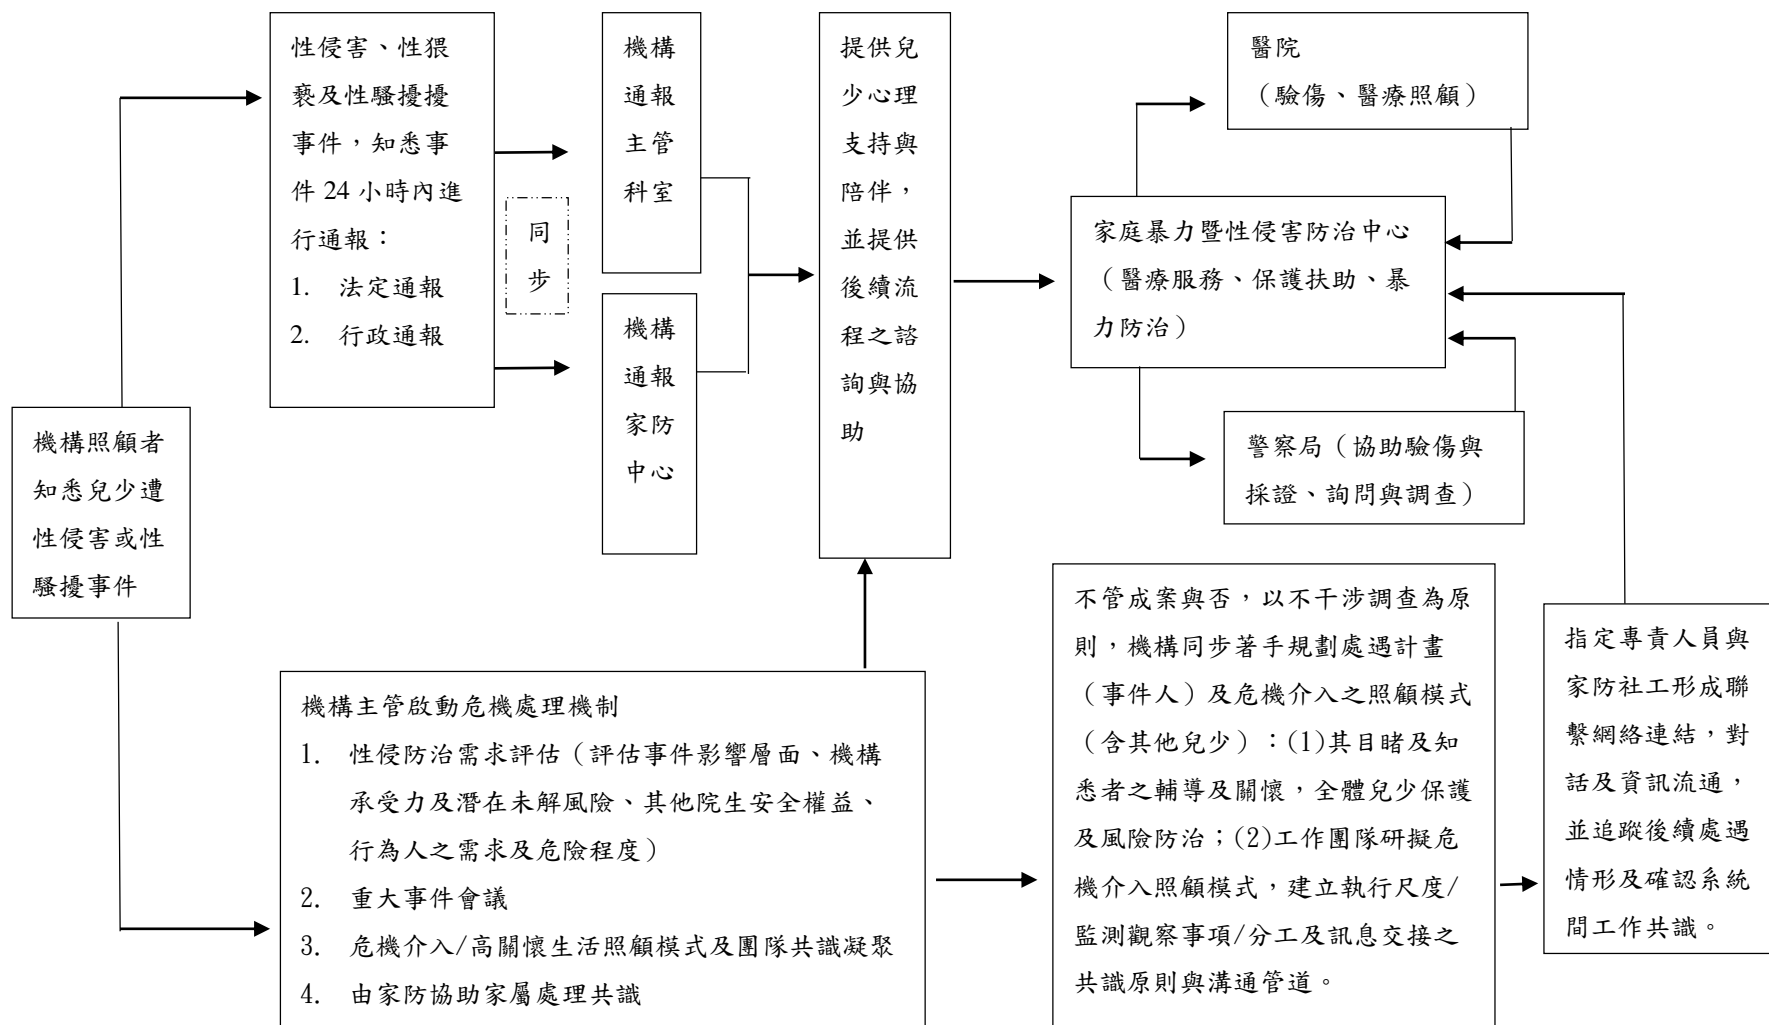 性侵害、性猥
褻及性騷擾擾
事件，知悉事
件 24 小時內進
行通報：
1. 法定通報
2. 行政通報
同
步
機構
通報
主管
科室
機構
通報
家防
中心
提供兒
少心理
支持與
陪伴，
並提供
後續流
程之諮
詢與協
助
醫院
（驗傷、醫療照顧）
家庭暴力暨性侵害防治中心
（醫療服務、保護扶助、暴
力防治）
警察局（協助驗傷與
採證、詢問與調查）
機構照顧者
知悉兒少遭
性侵害或性
騷擾事件
機構主管啟動危機處理機制
1. 性侵防治需求評估（評估事件影響層面、機構
承受力及潛在未解風險、其他院生安全權益、
行為人之需求及危險程度）
2. 重大事件會議
3. 危機介入/高關懷生活照顧模式及團隊共識凝聚
4. 由家防協助家屬處理共識
不管成案與否，以不干涉調查為原
則，機構同步著手規劃處遇計畫
（事件人）及危機介入之照顧模式
（含其他兒少）：(1)其目睹及知
悉者之輔導及關懷，全體兒少保護
及風險防治；(2)工作團隊研擬危
機介入照顧模式，建立執行尺度/
監測觀察事項/分工及訊息交接之
共識原則與溝通管道。
指定專責人員與
家防社工形成聯
繫網絡連結，對
話及資訊流通，
並追蹤後續處遇
情形及確認系統
間工作共識。